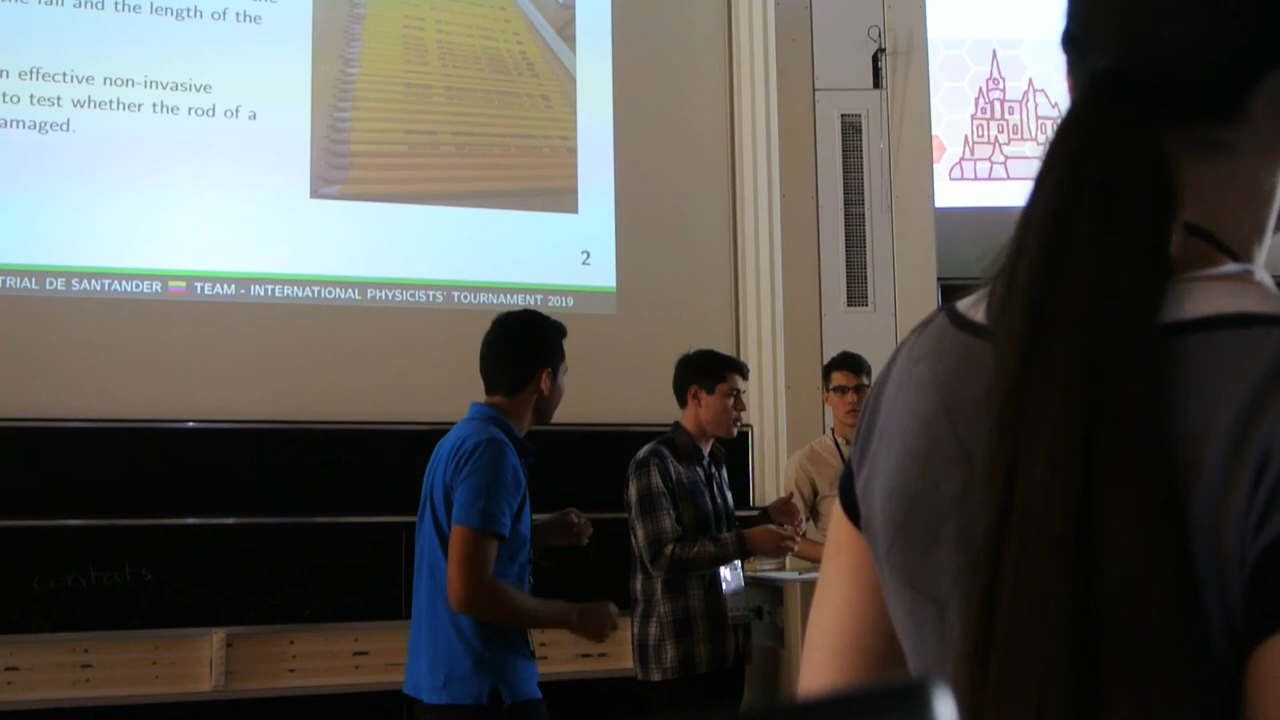 the fall and the length of the
n effective non-invasive
to test whether the rod of a
amaged.
2
TRIAL DE SANTANDER TEAM - INTERNATIONAL PHYSICISTS' TOURNAMENT 2019
contats